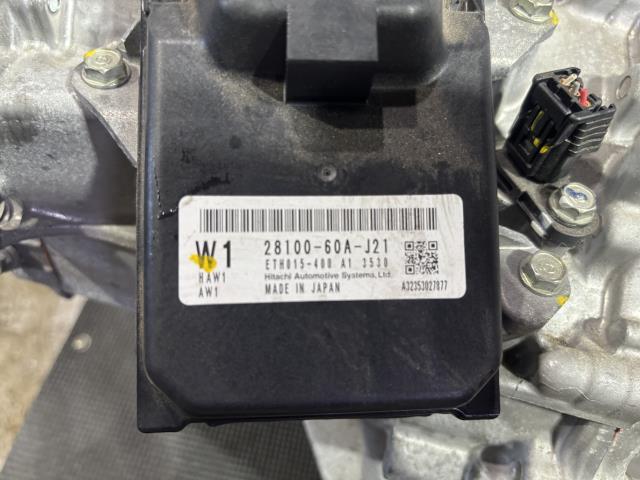 W1 28100-60A-J21
ETH015-400 A1 3530
HAW1 Hitachi Automotive Systems, Ltd.
AW1 MADE IN JAPAN A32353027877